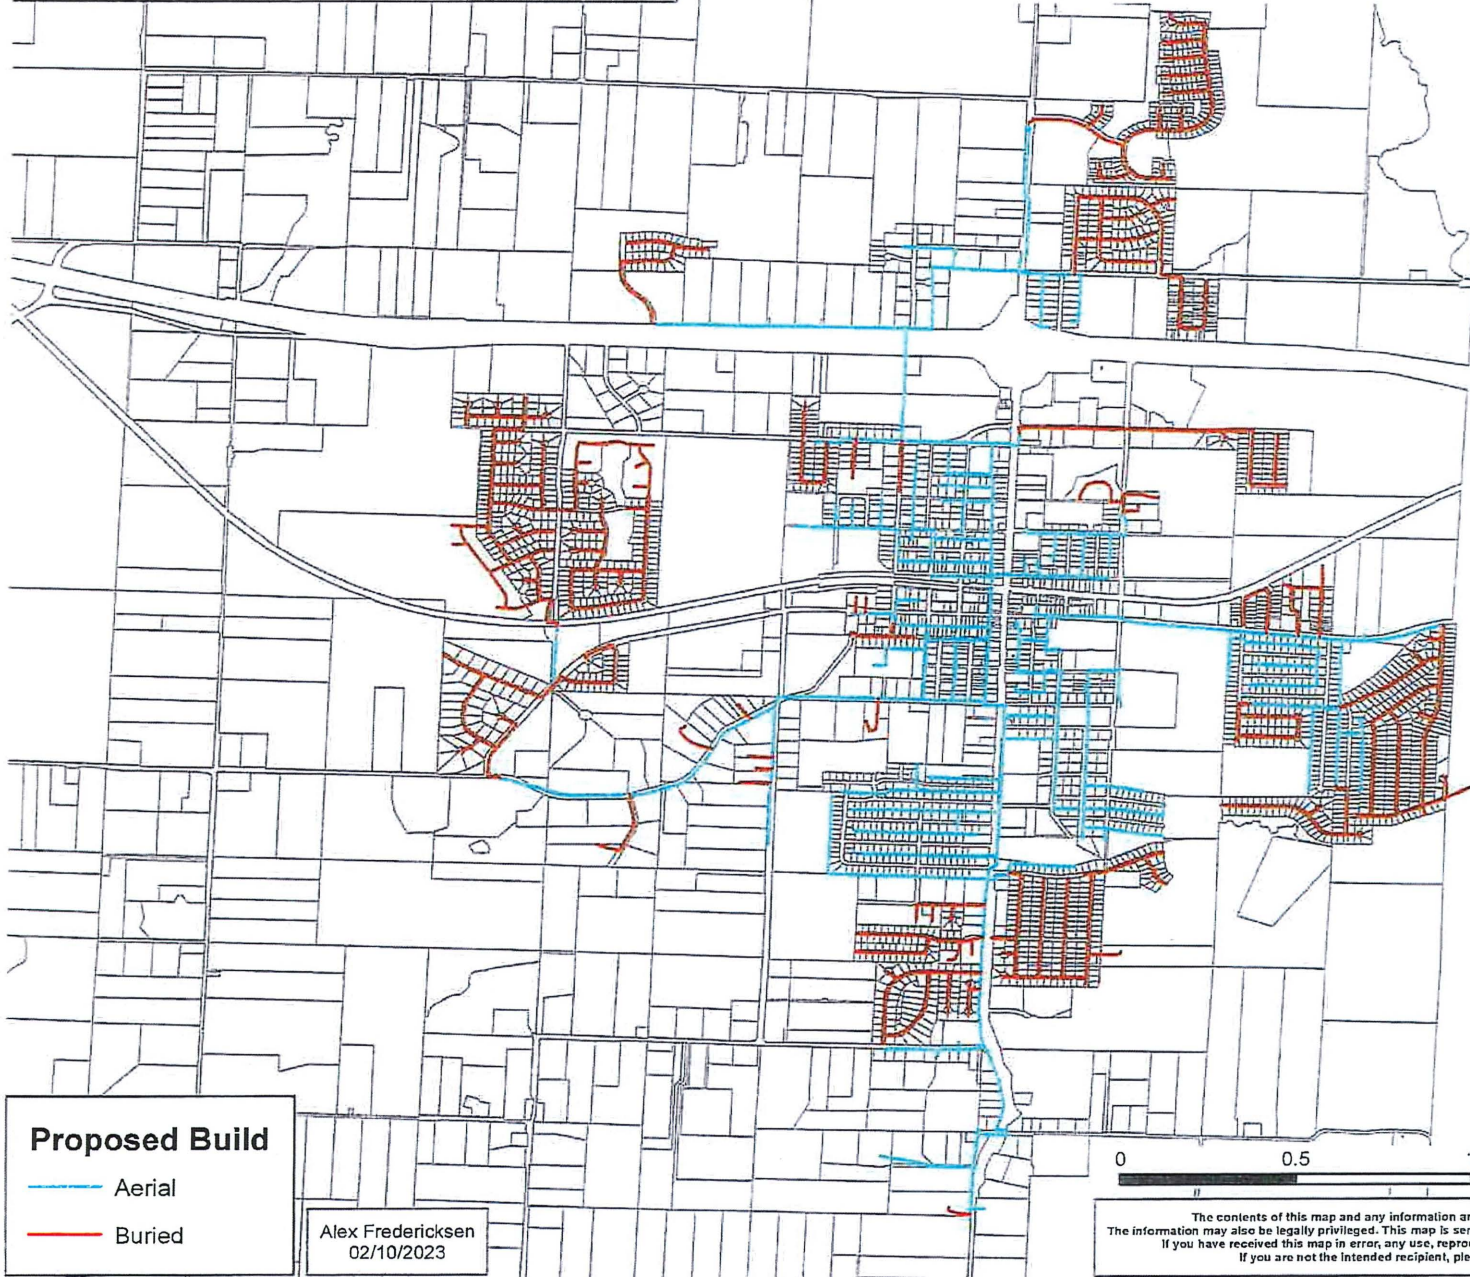 Proposed Build
Aerial
Buried
Alex Fredericksen
02/10/2023
0 0.5
The contents of this map and any information
The information may also be legally privileged. This map is
If you have received this map in error, any use,
If you are not the intended recipient,